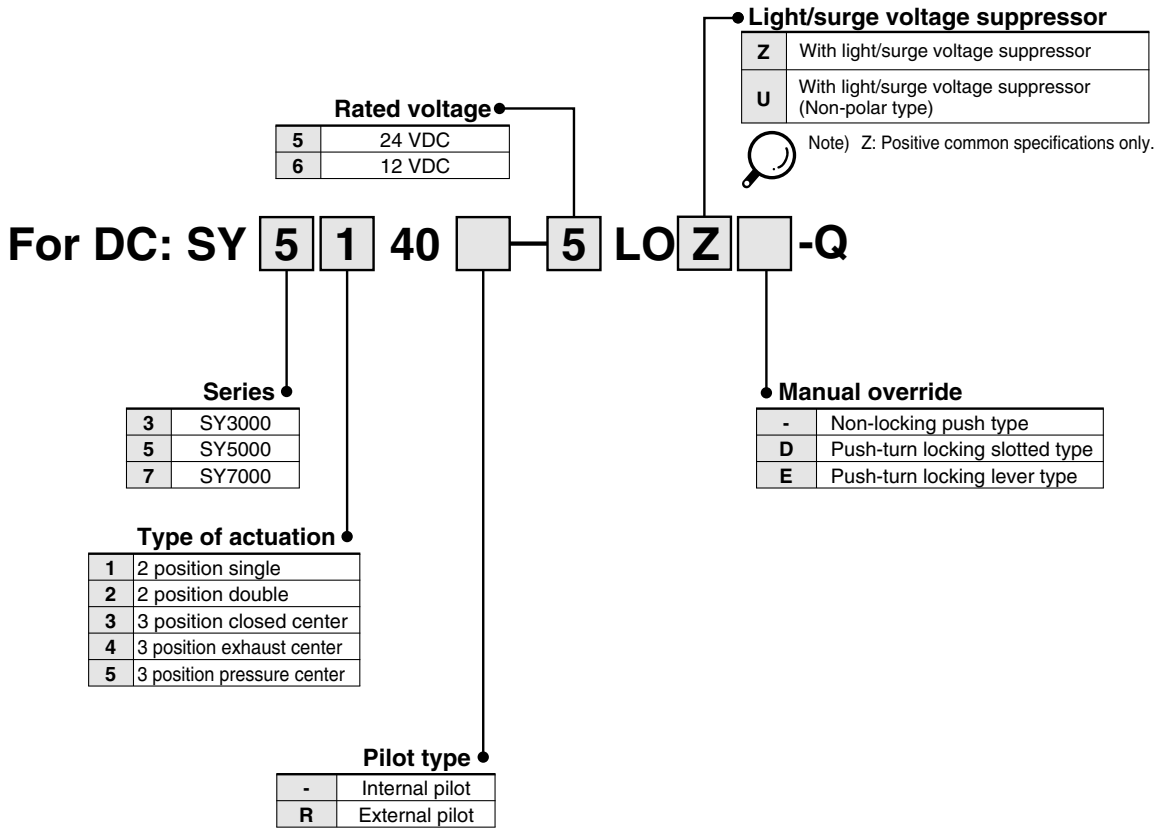 Light/surge voltage suppressor
Z With light/surge voltage suppressor
U With light/surge voltage suppressor
(Non-polar type)
Note) Z: Positive common specifications only.
Rated voltage
5 24 VDC
6 12 VDC
For DC: SY 5 1 40 - 5 LO Z -Q
Series
3 SY3000
5 SY5000
7 SY7000
Manual override
- Non-locking push type
D Push-turn locking slotted type
E Push-turn locking lever type
Type of actuation
1 2 position single
2 2 position double
3 3 position closed center
4 3 position exhaust center
5 3 position pressure center
Pilot type
- Internal pilot
R External pilot